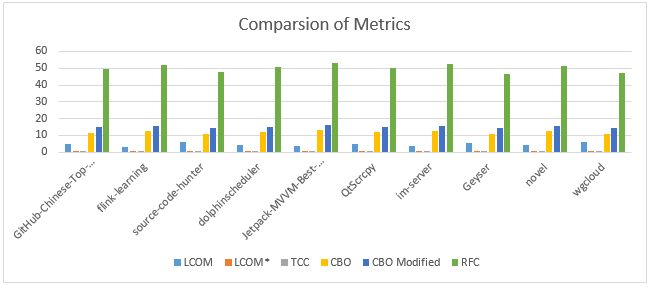 Comparsion of Metrics
60
50
40
30
20
10
0
GitHub-Chinese-Top-...
flink-learning
source-code-hunter
dolphinscheduler
Jetpack-MVVM-Best-...
QtScrcpy
im-server
Geyser
novel
wgcloud
LCOM LCOM* TCC CBO CBO Modified RFC